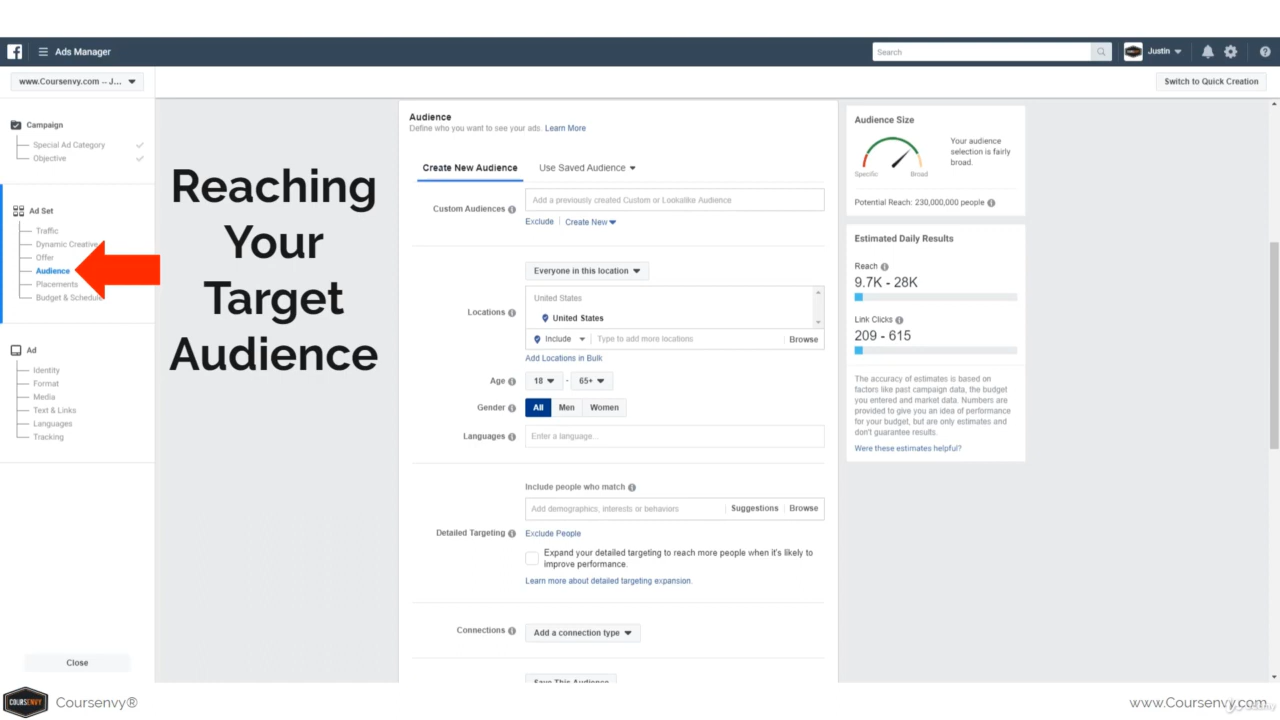 Ads Manager
Search
Justin
www.Coursenvy.com -- J...
Switch to Quick Creation
Campaign
Special Ad Category
Objective
Ad Set
Traffic
Dynamic Creative
Offer
Audience
Placements
Budget & Schedule
Ad
Identity
Format
Media
Text & Links
Languages
Tracking
Close
Reaching
Your
Target
Audience
Audience
Define who you want to see your ads. Learn More
Create New Audience
Use Saved Audience
Custom Audiences
Add a previously created Custom or Lookalike Audience
Exclude
Create New
Everyone in this location
Locations
United States
United States
Include
Type to add more locations
Browse
Add Locations in Bulk
Age
18 - 65+
Gender
All
Men
Women
Languages
Enter a language...
Include people who match
Add demographics, interests or behaviors
Suggestions
Browse
Detailed Targeting
Exclude People
Expand your detailed targeting to reach more people when it's likely to
improve performance.
Learn more about detailed targeting expansion.
Connections
Add a connection type
Save This Audience
Audience Size
Your audience
selection is fairly
broad.
Specific
Broad
Potential Reach: 230,000,000 people
Estimated Daily Results
Reach
9.7K - 28K
Link Clicks
209 - 615
The accuracy of estimates is based on
factors like past campaign data, the budget
you entered and market data. Numbers are
provided to give you an idea of performance
for your budget, but are only estimates and
don't guarantee results.
Were these estimates helpful?
COURSENVY
Coursenvy®
www.Coursenvy.com